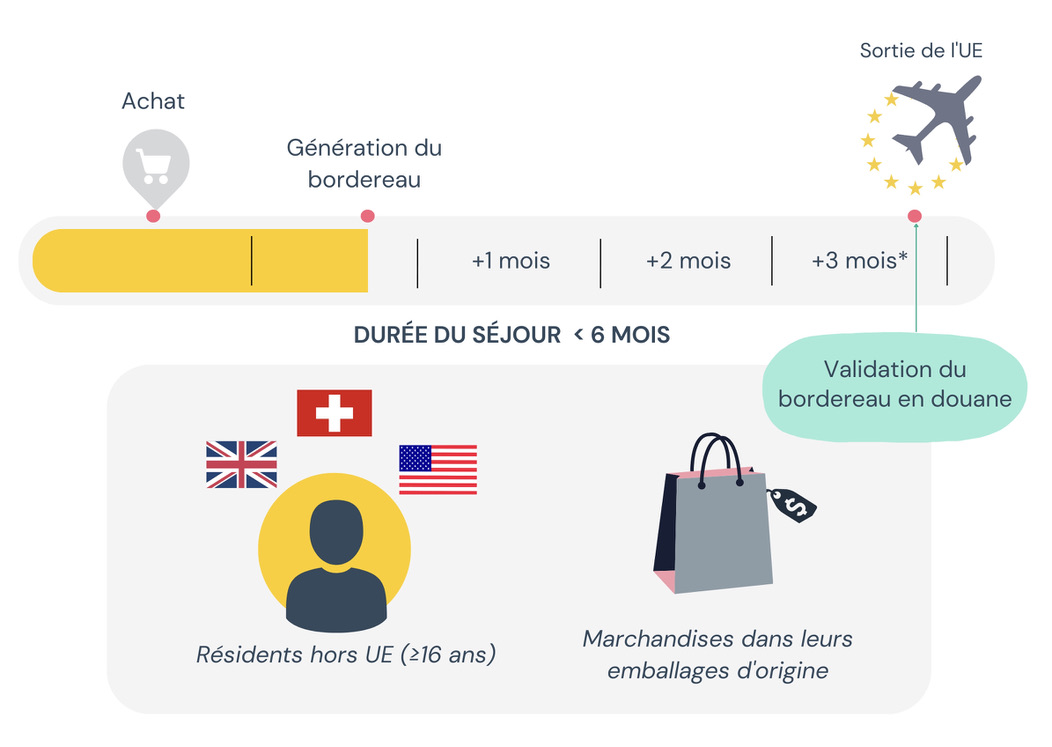 Sortie de l'UE
Achat
Génération du
bordereau
+1 mois
+2 mois
+3 mois*
DURÉE DU SÉJOUR < 6 MOIS
Validation du
bordereau en douane
$
Résidents hors UE (≥16 ans)
Marchandises dans leurs
emballages d'origine